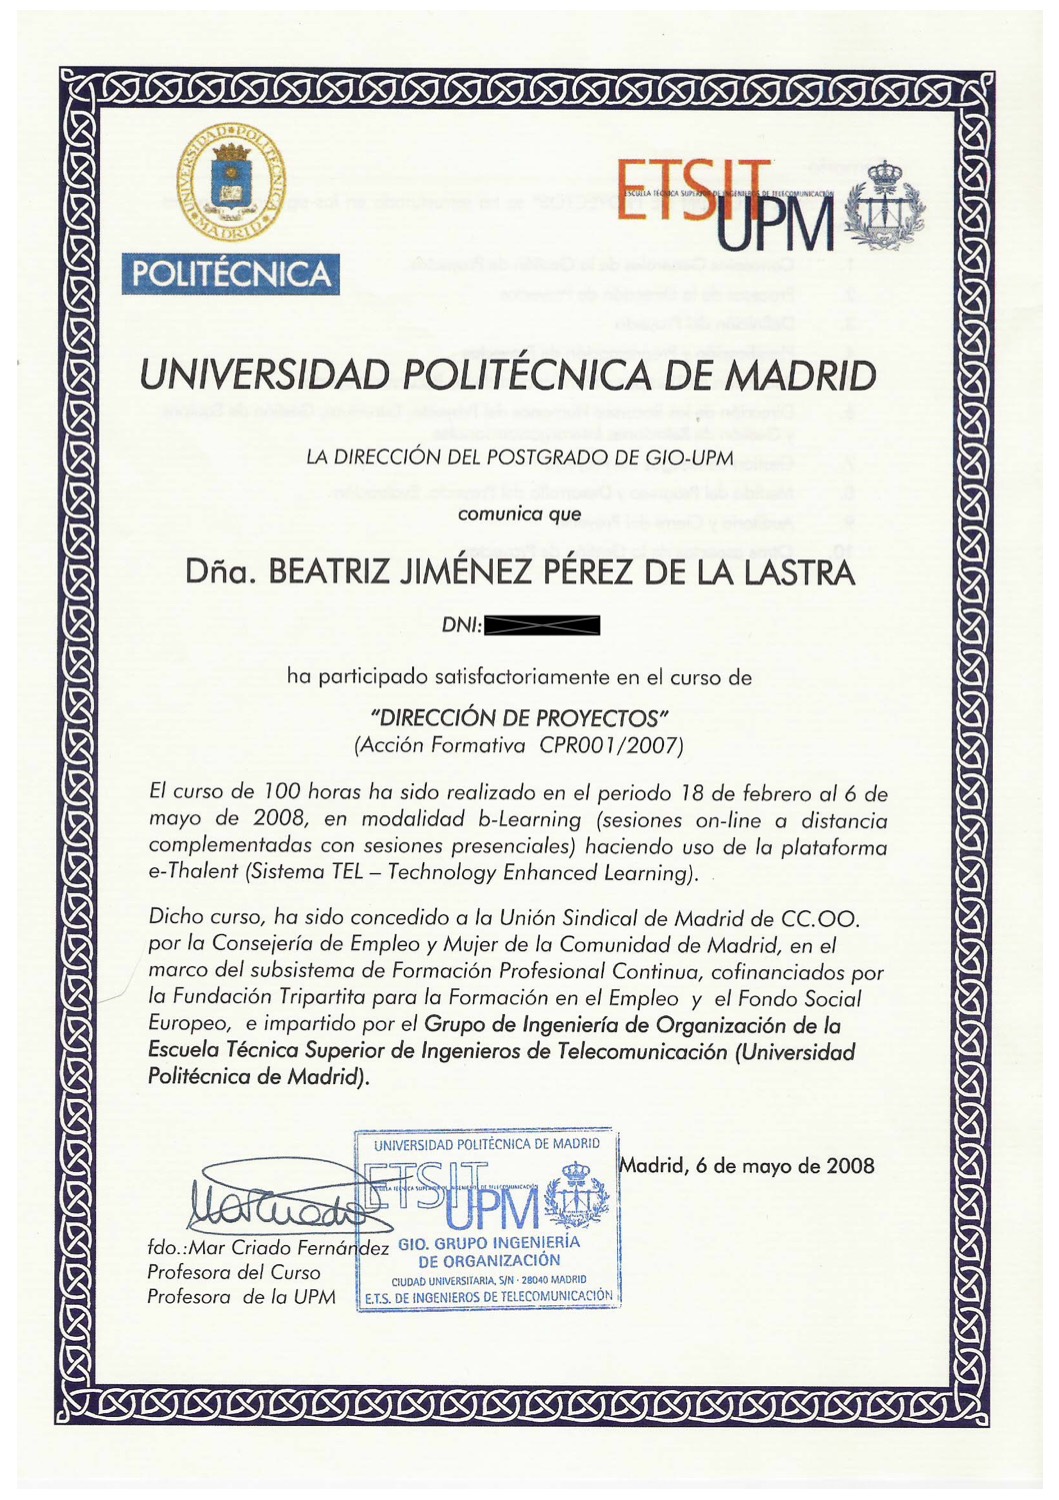 UNIVERSIDAD POLITÉCNICA
MADRID
POLITÉCNICA
ETSIT
ESCUELA TÉCNICA SUPERIOR DE INGENIEROS DE TELECOMUNICACIÓN
UPM
UNIVERSIDAD POLITÉCNICA DE MADRID
LA DIRECCIÓN DEL POSTGRADO DE GIO-UPM
comunica que
Dña. BEATRIZ JIMÉNEZ PÉREZ DE LA LASTRA
DNI:
ha participado satisfactoriamente en el curso de
"DIRECCIÓN DE PROYECTOS"
(Acción Formativa CPR001/2007)
El curso de 100 horas ha sido realizado en el periodo 18 de febrero al 6 de
mayo de 2008, en modalidad b-Learning (sesiones on-line a distancia
complementadas con sesiones presenciales) haciendo uso de la plataforma
e-Thalent (Sistema TEL – Technology Enhanced Learning).
Dicho curso, ha sido concedido a la Unión Sindical de Madrid de CC.OO.
por la Consejería de Empleo y Mujer de la Comunidad de Madrid, en el
marco del subsistema de Formación Profesional Continua, cofinanciados por
la Fundación Tripartita para la Formación en el Empleo y el Fondo Social
Europeo, e impartido por el Grupo de Ingeniería de Organización de la
Escuela Técnica Superior de Ingenieros de Telecomunicación (Universidad
Politécnica de Madrid).
UNIVERSIDAD POLITÉCNICA DE MADRID
ETSIT
ESCUELA TÉCNICA SUPERIOR DE INGENIEROS DE TELECOMUNICACIÓN
UPM
GIO. GRUPO INGENIERÍA
DE ORGANIZACIÓN
CIUDAD UNIVERSITARIA, S/N - 28040 MADRID
E.T.S. DE INGENIEROS DE TELECOMUNICACIÓN
Madrid, 6 de mayo de 2008
fdo.:Mar Criado Fernández
Profesora del Curso
Profesora de la UPM